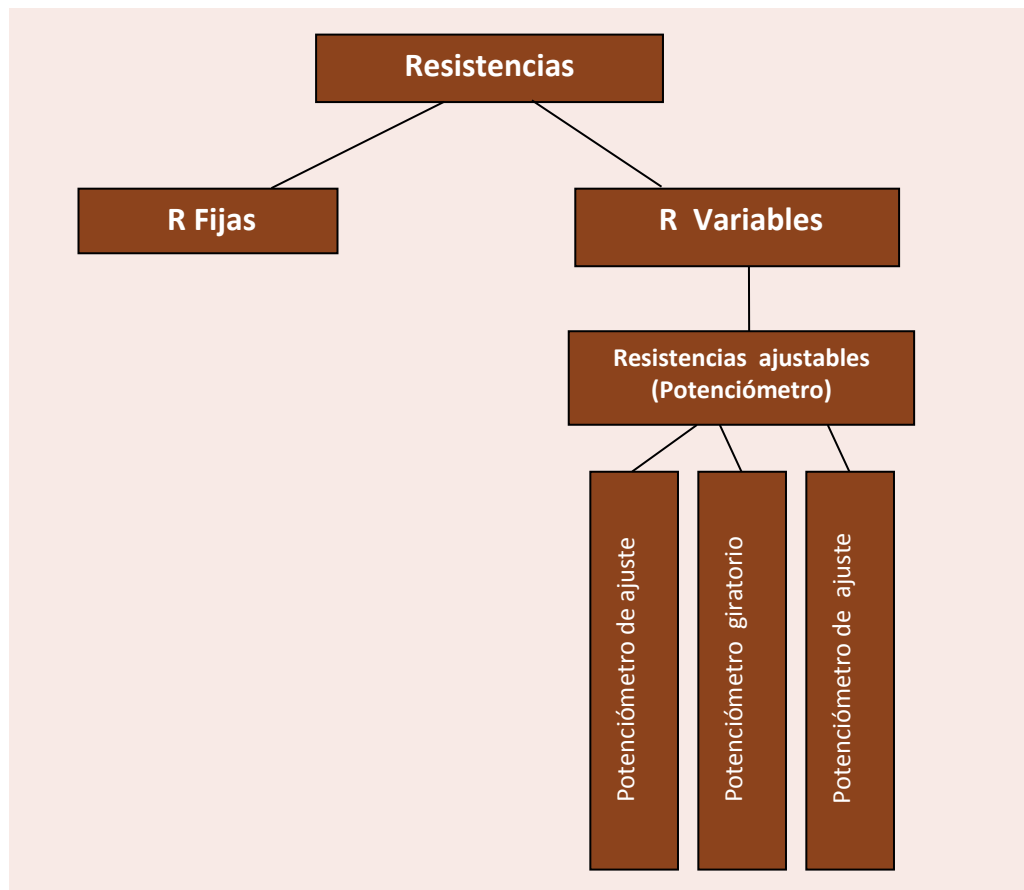 Resistencias
R Fijas
R Variables
Resistencias ajustables
(Potenciómetro)
Potenciómetro de ajuste
Potenciómetro giratorio
Potenciómetro de ajuste